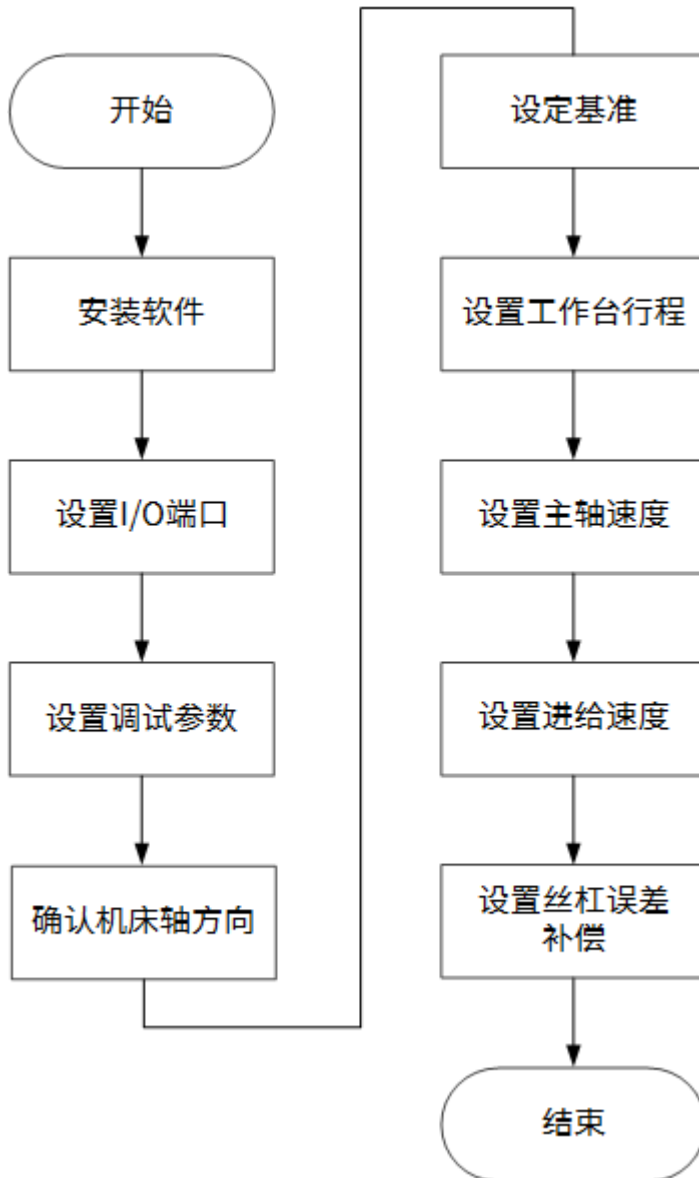 开始
安装软件
设置I/O端口
设置调试参数
确认机床轴方向
设定基准
设置工作台行程
设置主轴速度
设置进给速度
设置丝杠误差
补偿
结束